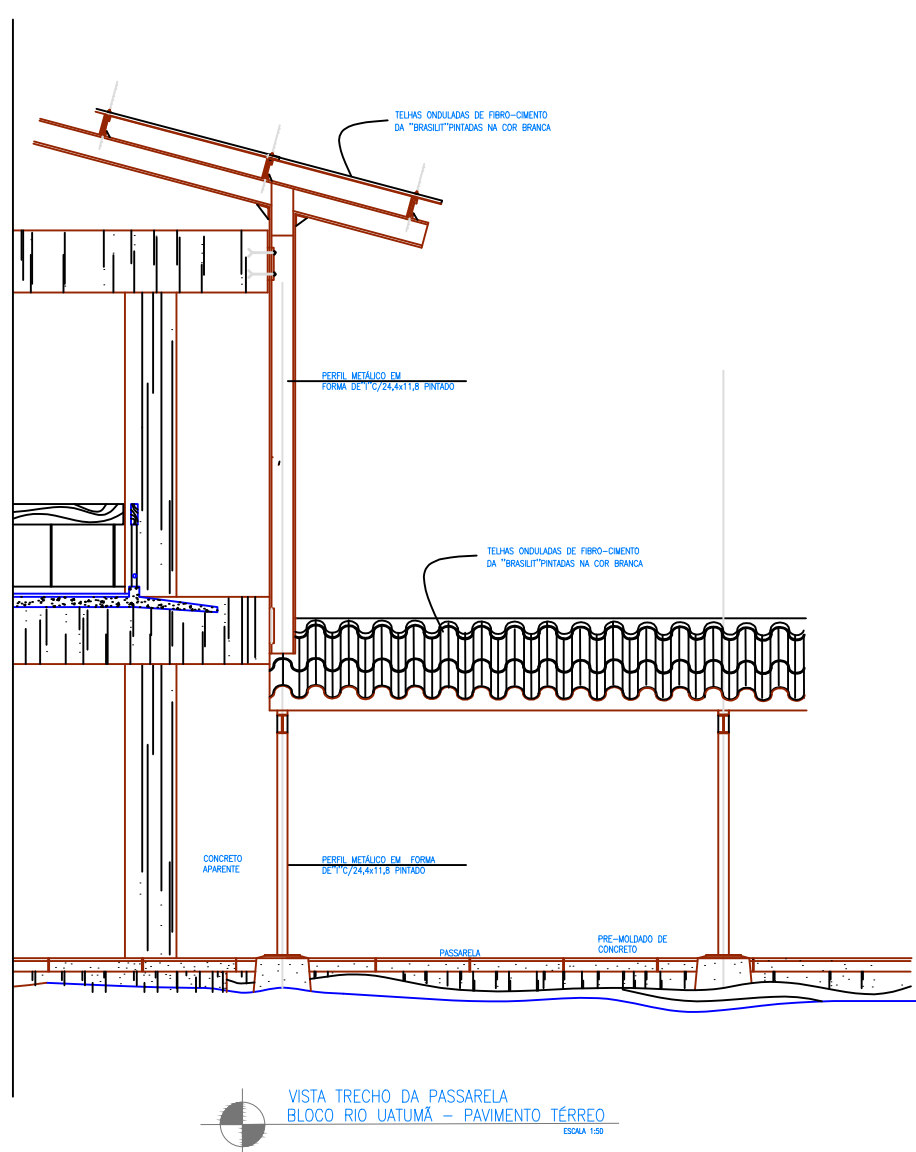 TELHAS ONDULADAS DE FIBRO-CIMENTO
DA "BRASILIT"PINTADAS NA COR BRANCA
PERFIL METÁLICO EM
FORMA DE"I"C/24,4x11,8 PINTADO
TELHAS ONDULADAS DE FIBRO-CIMENTO
DA "BRASILIT"PINTADAS NA COR BRANCA
CONCRETO
APARENTE
PERFIL METÁLICO EM FORMA
DE"I"C/24,4x11,8 PINTADO
PASSARELA
PRE-MOLDADO DE
CONCRETO
VISTA TRECHO DA PASSARELA
BLOCO RIO UATUMÃ - PAVIMENTO TÉRREO
ESCALA 1:50